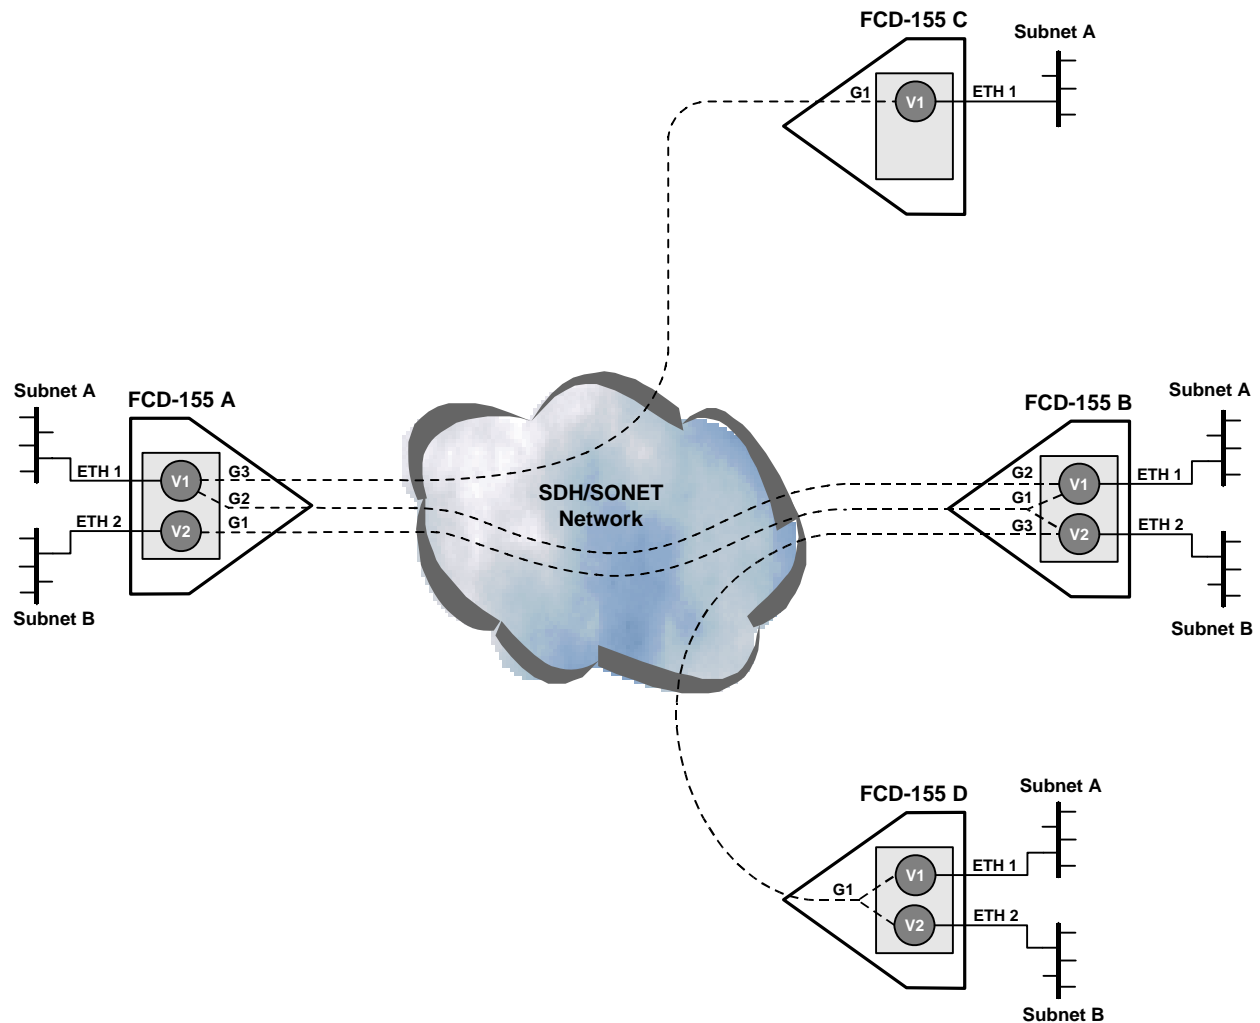 FCD-155 C
Subnet A
G1
V1
ETH 1
Subnet A
FCD-155 A
ETH 1
V1
G3
G2
ETH 2
V2
G1
Subnet B
SDH/SONET
Network
Subnet A
FCD-155 B
G2
V1
ETH 1
G1
G3
V2
ETH 2
Subnet B
FCD-155 D
Subnet A
V1
ETH 1
G1
V2
ETH 2
Subnet B